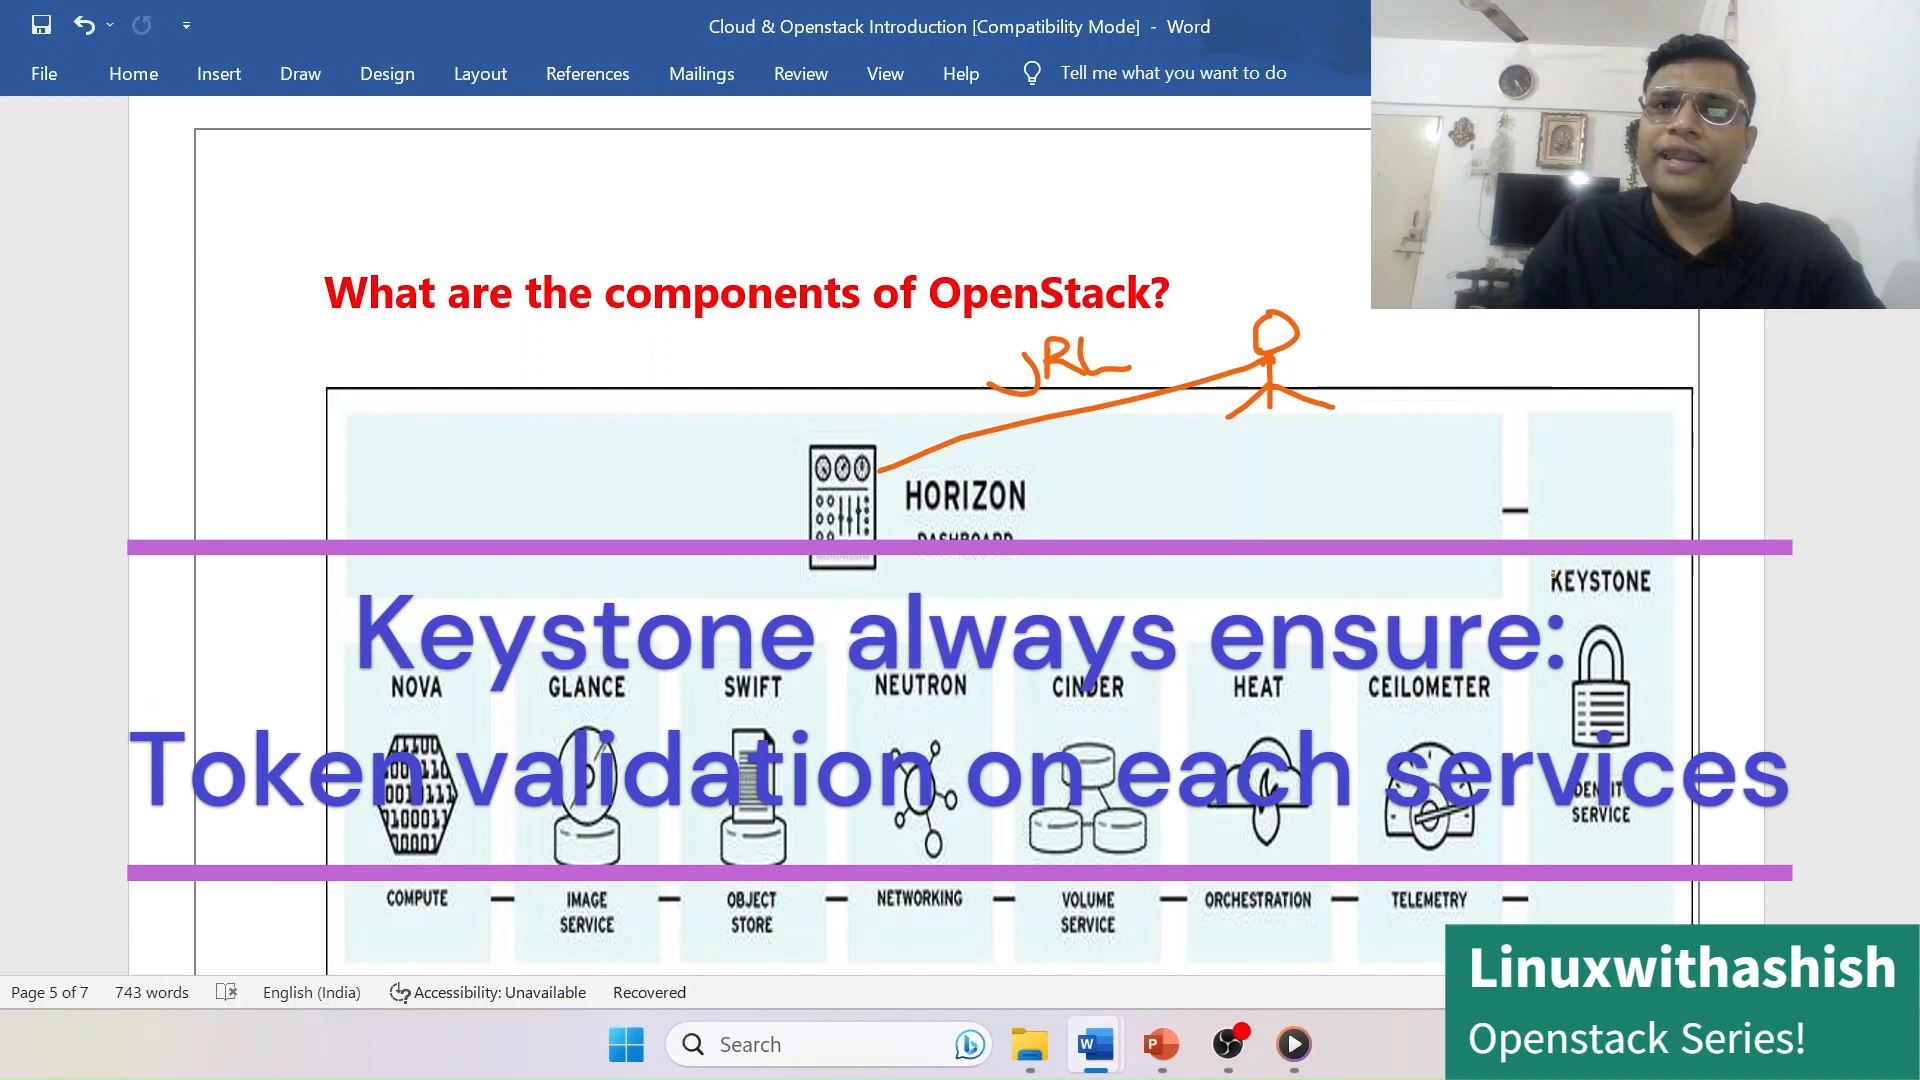 Cloud & Openstack Introduction [Compatibility Mode] - Word
File Home Insert Draw Design Layout References Mailings Review View Help Tell me what you want to do
What are the components of OpenStack?
URL
HORIZON
DASHBOARD
KEYSTONE
Keystone always ensure:
NOVA GLANCE SWIFT NEUTRON CINDER HEAT CEILOMETER
Token validation on each services
IDENTITY
SERVICE
COMPUTE IMAGE SERVICE OBJECT STORE NETWORKING VOLUME SERVICE ORCHESTRATION TELEMETRY
Linuxwithashish
Openstack Series!
Page 5 of 7 743 words English (India) Accessibility: Unavailable Recovered
Search